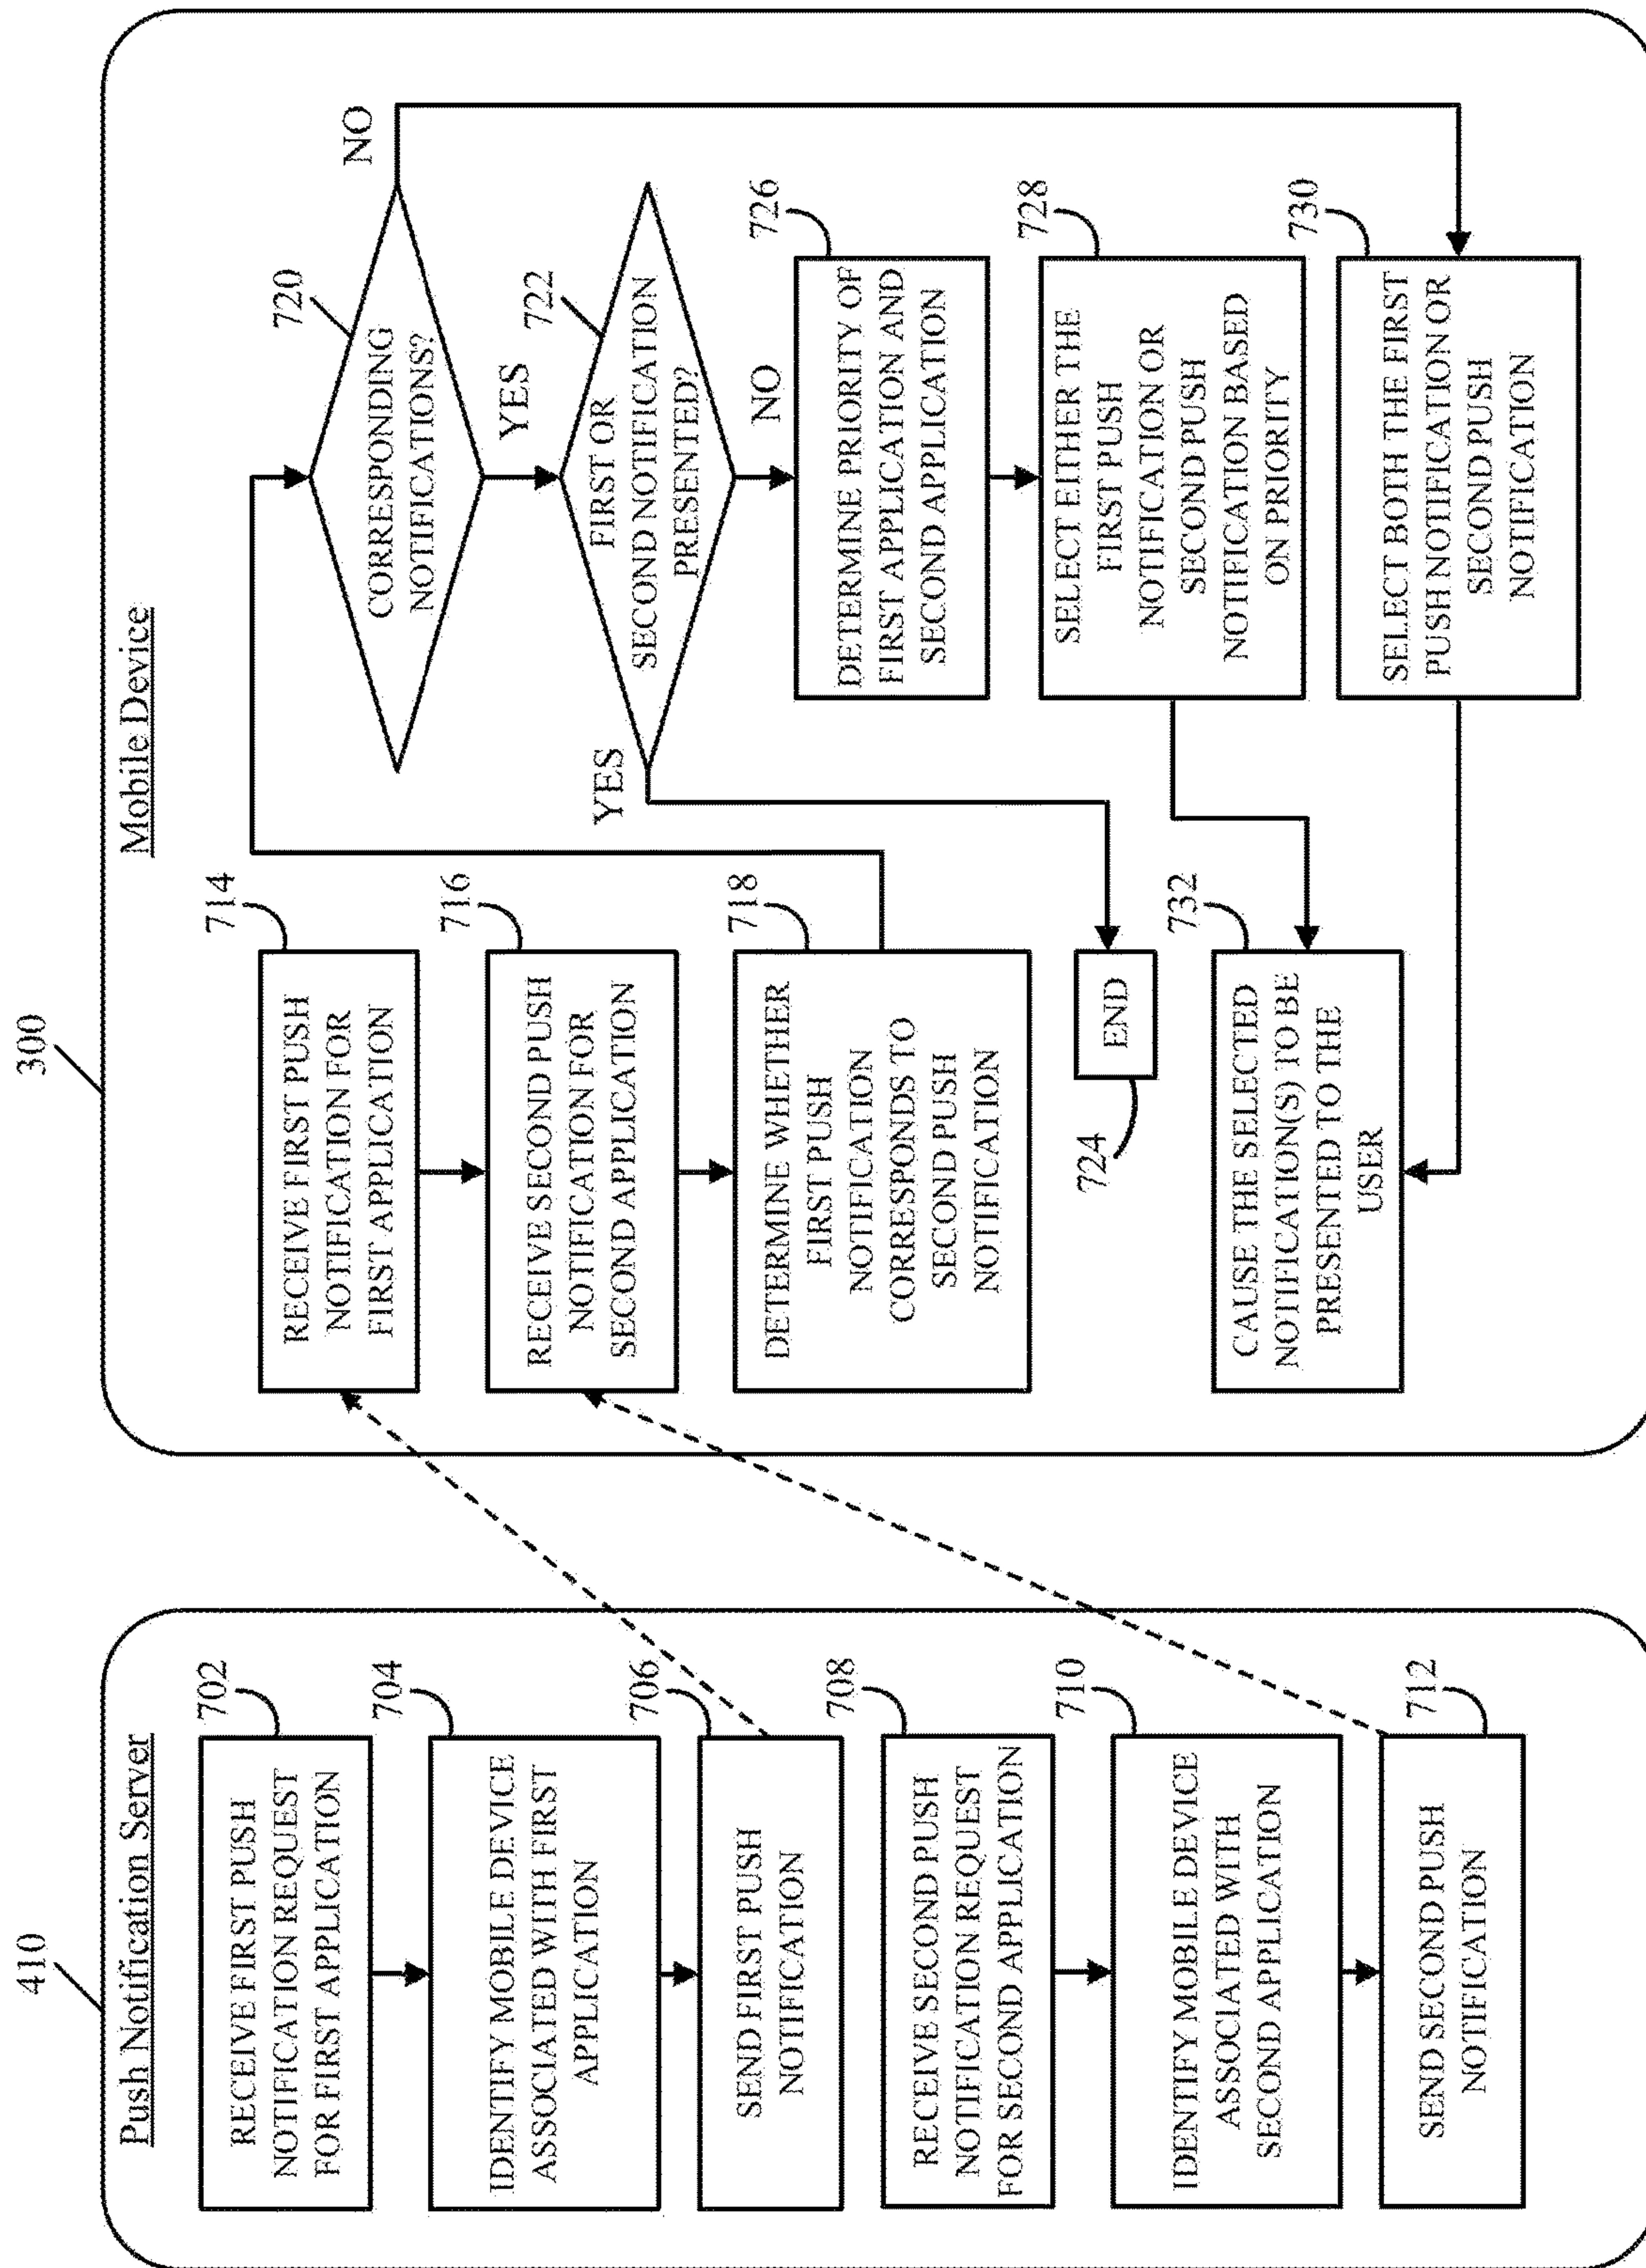 410
Push Notification Server
702
RECEIVE FIRST PUSH
NOTIFICATION REQUEST
FOR FIRST APPLICATION
704
IDENTIFY MOBILE DEVICE
ASSOCIATED WITH FIRST
APPLICATION
706
SEND FIRST PUSH
NOTIFICATION
708
RECEIVE SECOND PUSH
NOTIFICATION REQUEST
FOR SECOND APPLICATION
710
IDENTIFY MOBILE DEVICE
ASSOCIATED WITH
SECOND APPLICATION
712
SEND SECOND PUSH
NOTIFICATION
300
Mobile Device
714
RECEIVE FIRST PUSH
NOTIFICATION FOR
FIRST APPLICATION
716
RECEIVE SECOND PUSH
NOTIFICATION FOR
SECOND APPLICATION
718
DETERMINE WHETHER
FIRST PUSH
NOTIFICATION
CORRESPONDS TO
SECOND PUSH
NOTIFICATION
720
CORRESPONDING
NOTIFICATIONS?
NO
YES
722
FIRST OR
SECOND NOTIFICATION
PRESENTED?
YES
NO
724
END
726
DETERMINE PRIORITY OF
FIRST APPLICATION AND
SECOND APPLICATION
728
SELECT EITHER THE
FIRST PUSH
NOTIFICATION OR
SECOND PUSH
NOTIFICATION BASED
ON PRIORITY
730
SELECT BOTH THE FIRST
PUSH NOTIFICATION OR
SECOND PUSH
NOTIFICATION
732
CAUSE THE SELECTED
NOTIFICATION(S) TO BE
PRESENTED TO THE
USER